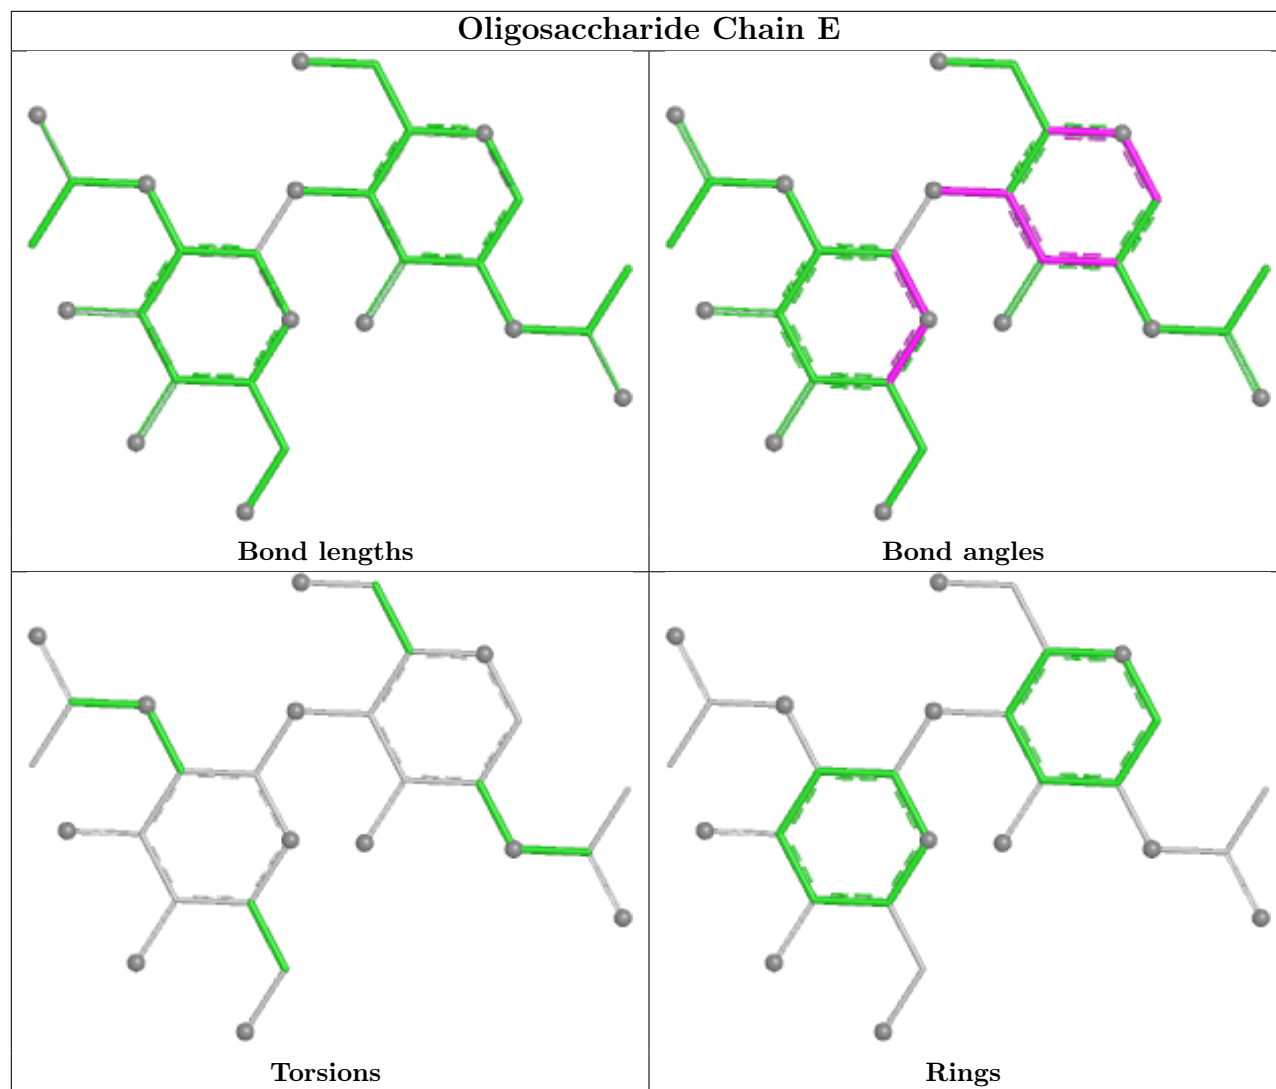 Oligosaccharide Chain E
Bond lengths
Bond angles
Torsions
Rings